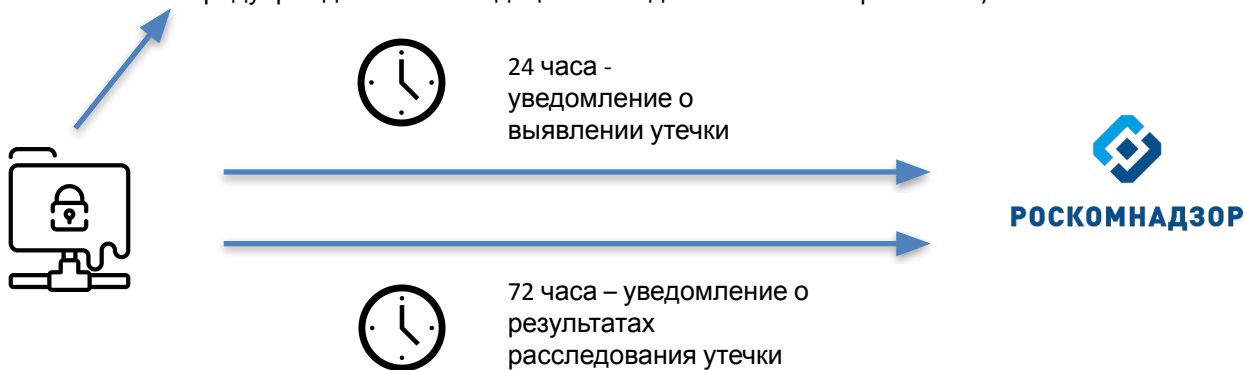 24 часа -
уведомление о
выявлении утечки
РОСКОМНАДЗОР
72 часа – уведомление о
результатах
расследования утечки